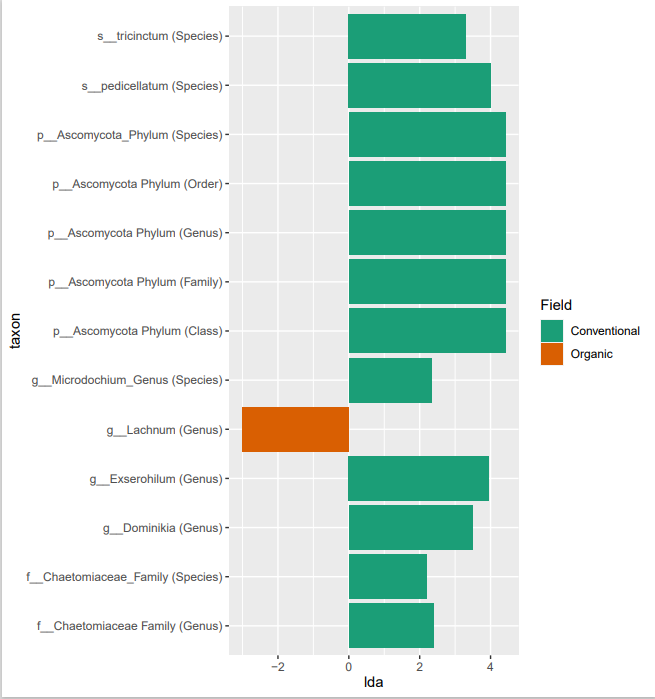 s__tricinctum (Species)
s__pedicellatum (Species)
p__Ascomycota_Phylum (Species)
p__Ascomycota Phylum (Order)
p__Ascomycota Phylum (Genus)
p__Ascomycota Phylum (Family)
p__Ascomycota Phylum (Class)
g__Microdochium_Genus (Species)
g__Lachnum (Genus)
g__Exserohilum (Genus)
g__Dominikia (Genus)
f__Chaetomiaceae_Family (Species)
f__Chaetomiaceae Family (Genus)
taxon
−2 0 2 4
lda
Field
Conventional
Organic